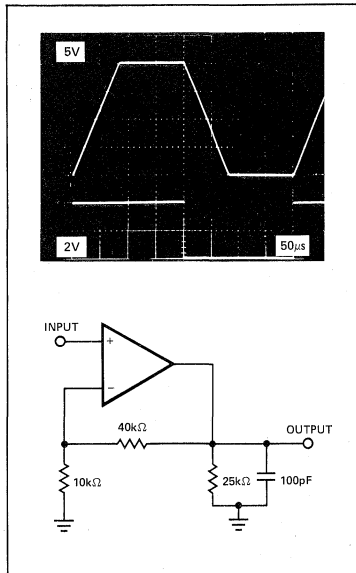 5V
2V
50μs
INPUT
+
−
40kΩ
OUTPUT
10kΩ
25kΩ
100pF